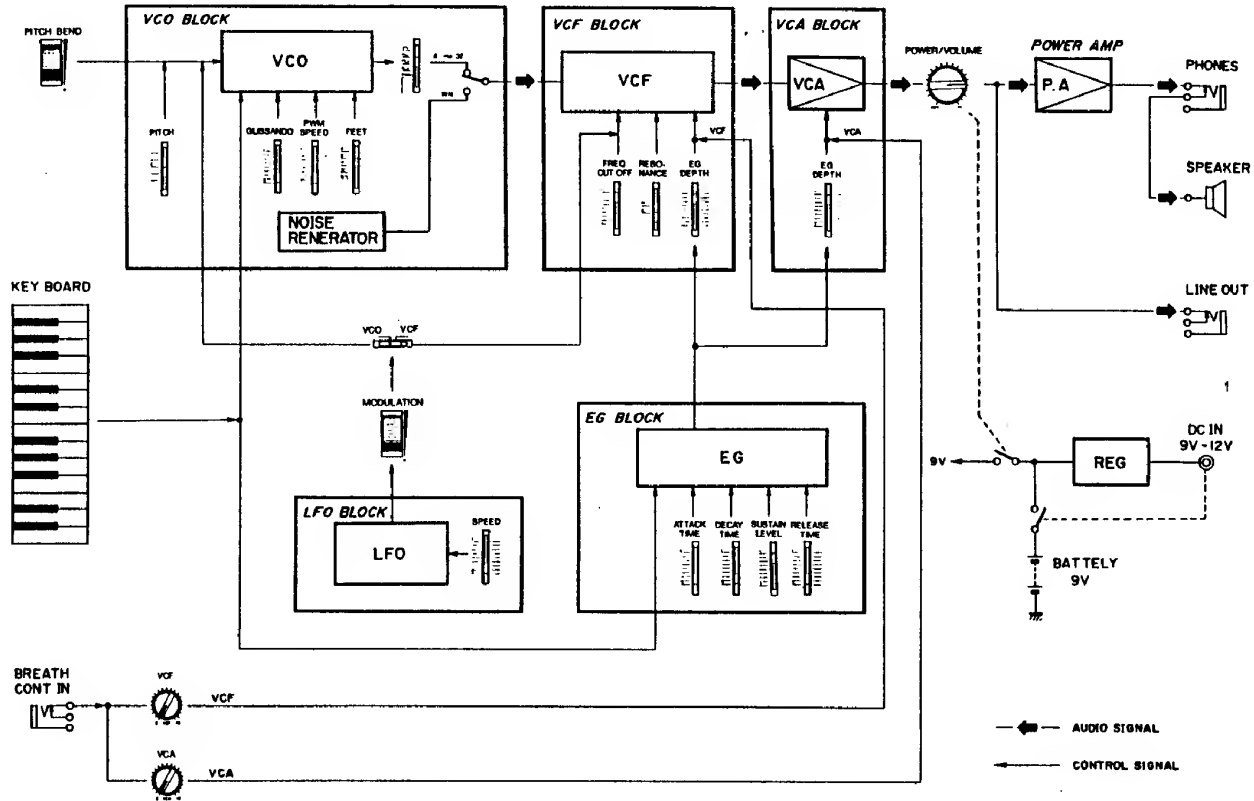 PITCH BEND
VCO BLOCK
VCO
PITCH
GLISSANDO
PWM
SPEED
FEET
NOISE
RENERATOR
WN
VCF BLOCK
VCF
FREQ
CUT OFF
RESO-
NANCE
EG
DEPTH
VCF
VCA BLOCK
VCA
EG
DEPTH
VCA
POWER/VOLUME
POWER AMP
P.A
PHONES
SPEAKER
LINE OUT
1
KEY BOARD
VCO
VCF
MODULATION
LFO BLOCK
LFO
SPEED
EG BLOCK
EG
ATTACK
TIME
DECAY
TIME
SUSTAIN
LEVEL
RELEASE
TIME
9V
REG
DC IN
9V-12V
BATTELY
9V
BREATH
CONT IN
VCF
VCF
VCA
VCA
AUDIO SIGNAL
CONTROL SIGNAL